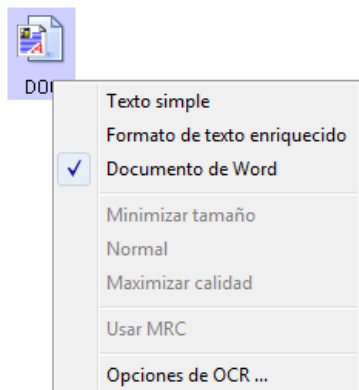 DO
Texto simple
Formato de texto enriquecido
Documento de Word
Minimizar tamaño
Normal
Maximizar calidad
Usar MRC
Opciones de OCR ...